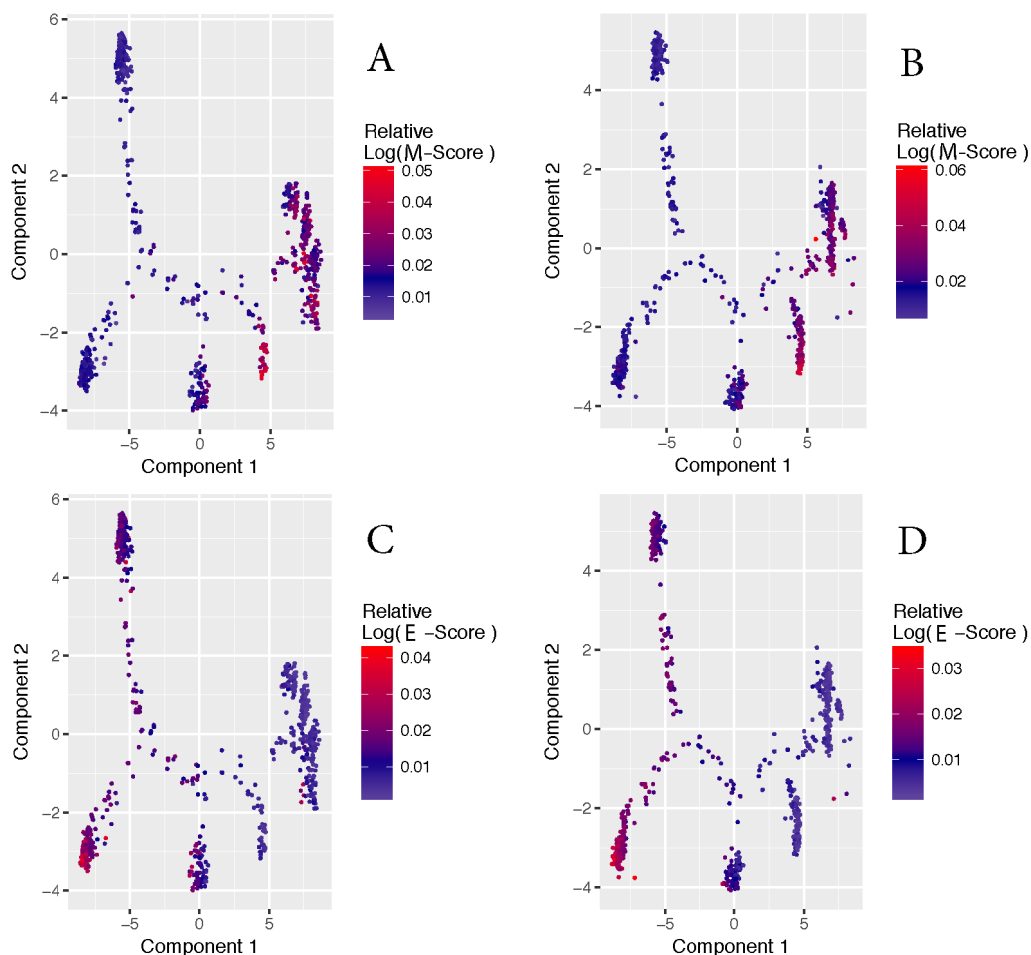 A
Relative
Log( M-Score )
0.05
0.04
0.03
0.02
0.01
6
4
2
0
−2
−4
Component 2
−5
0
5
Component 1
B
Relative
Log( M-Score )
0.06
0.04
0.02
4
2
0
−2
−4
Component 2
−5
0
5
Component 1
C
Relative
Log( E -Score )
0.04
0.03
0.02
0.01
6
4
2
0
−2
−4
Component 2
−5
0
5
Component 1
D
Relative
Log( E -Score )
0.03
0.02
0.01
4
2
0
−2
−4
Component 2
−5
0
5
Component 1